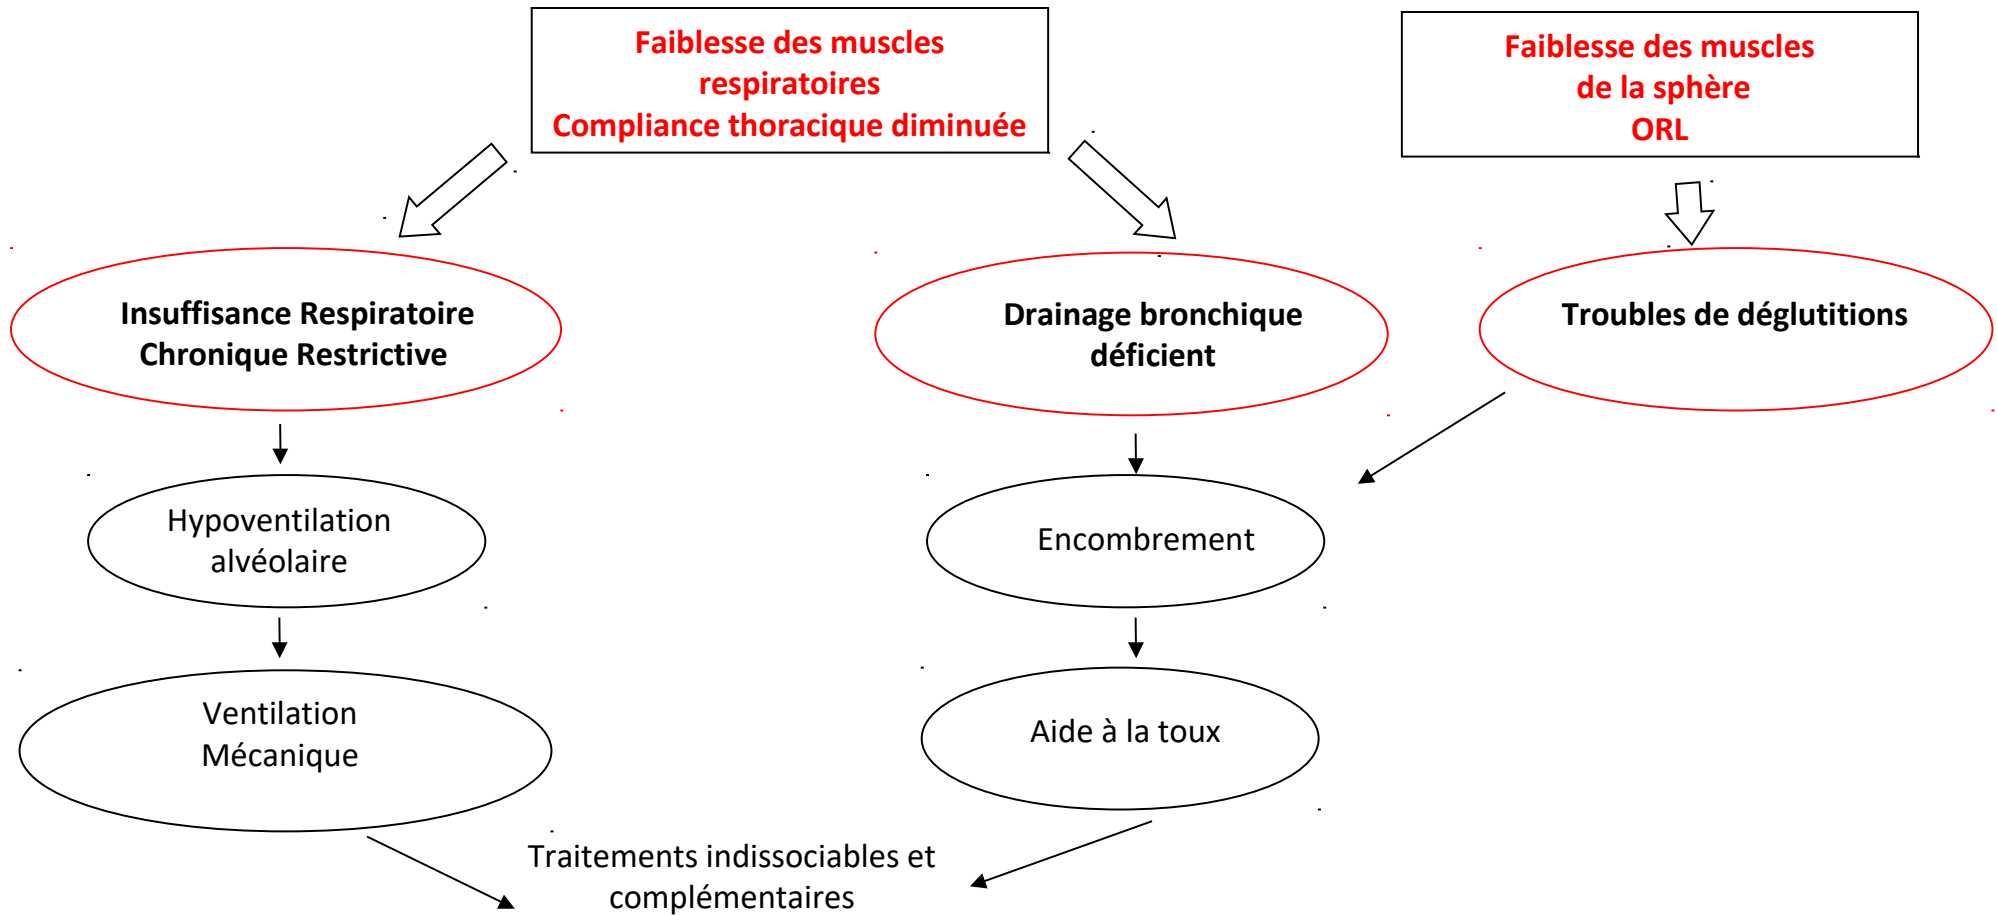 Faiblesse des muscles
respiratoires
Compliance thoracique diminuée
Faiblesse des muscles
de la sphère
ORL
Insuffisance Respiratoire
Chronique Restrictive
Drainage bronchique
déficient
Troubles de déglutitions
Hypoventilation
alvéolaire
Encombrement
Ventilation
Mécanique
Aide à la toux
Traitements indissociables et
complémentaires